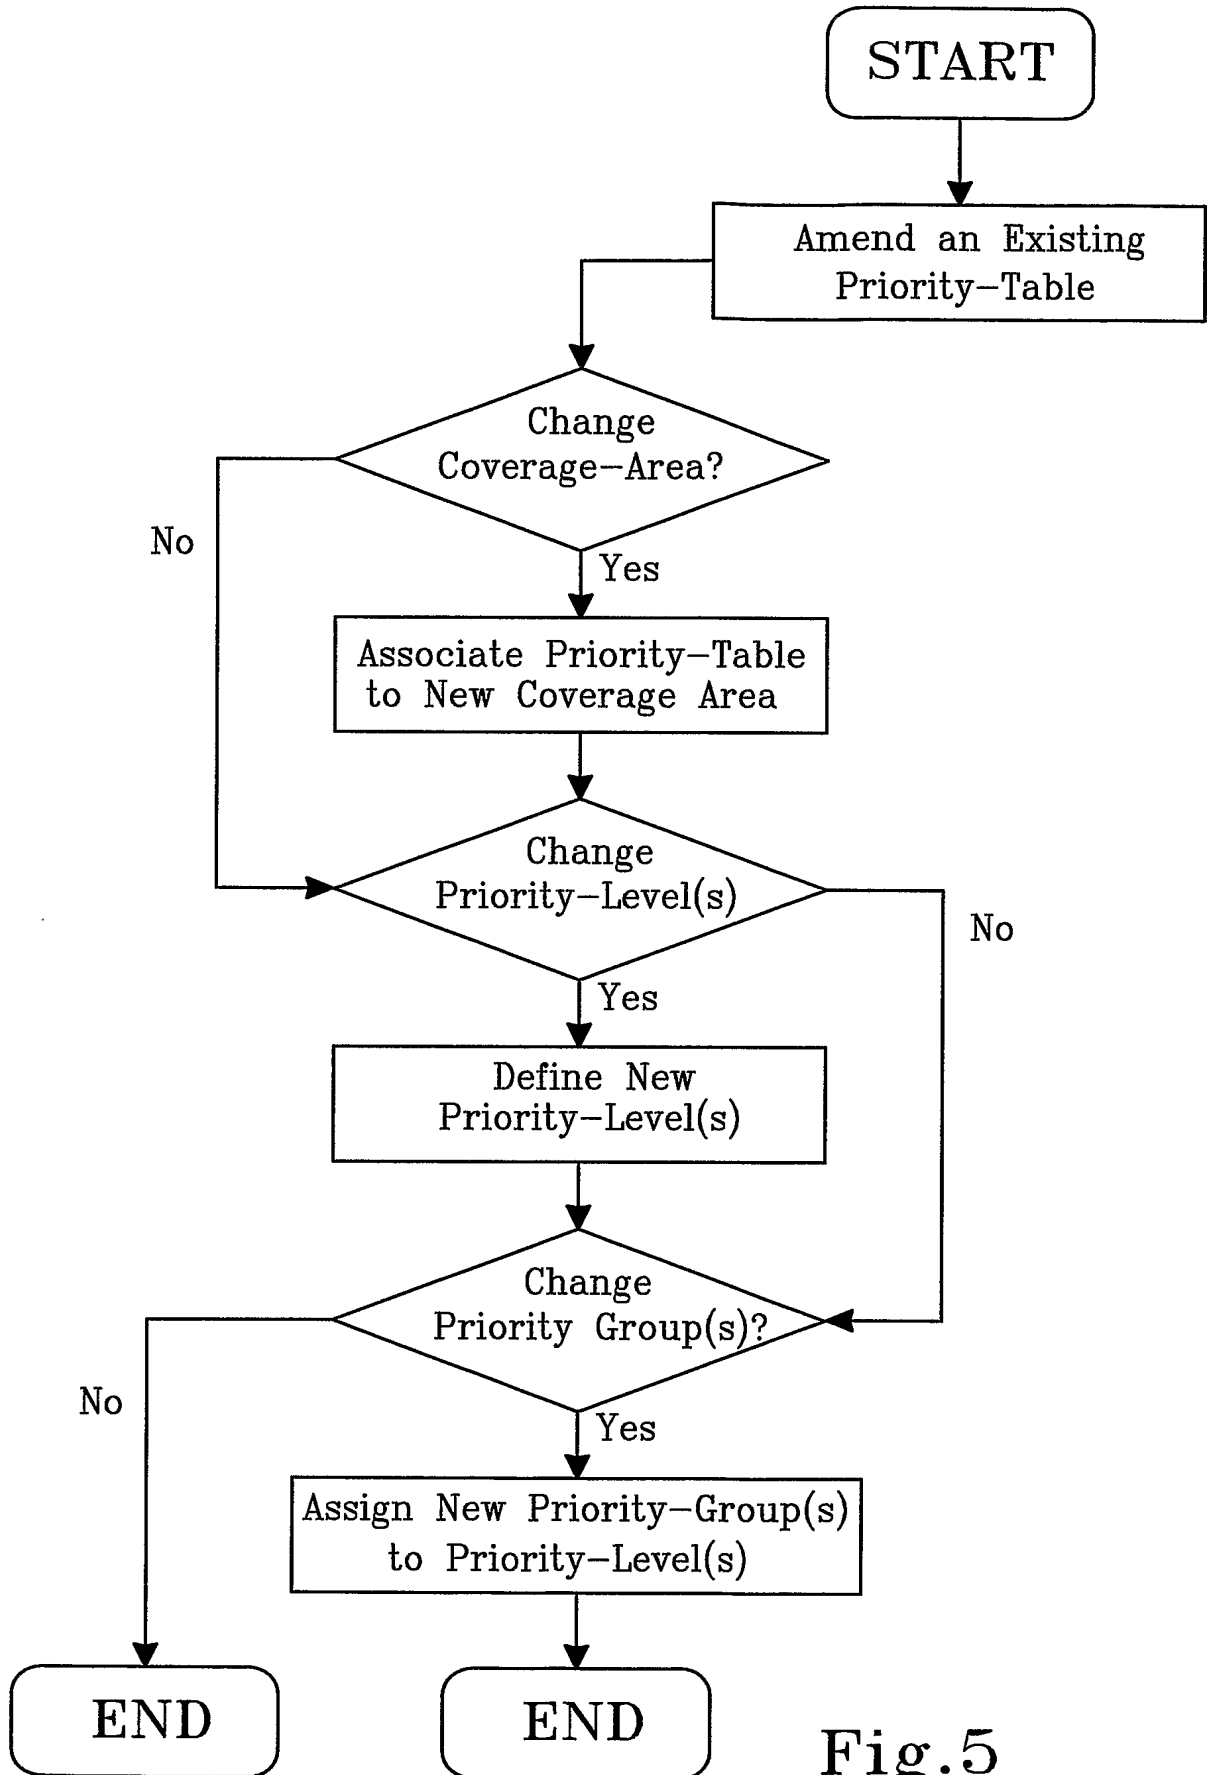 START
Amend an Existing
Priority-Table
Change
Coverage-Area?
No
Yes
Associate Priority-Table
to New Coverage Area
Change
Priority-Level(s)
No
Yes
Define New
Priority-Level(s)
Change
Priority Group(s)?
No
Yes
Assign New Priority-Group(s)
to Priority-Level(s)
END
END
Fig.5